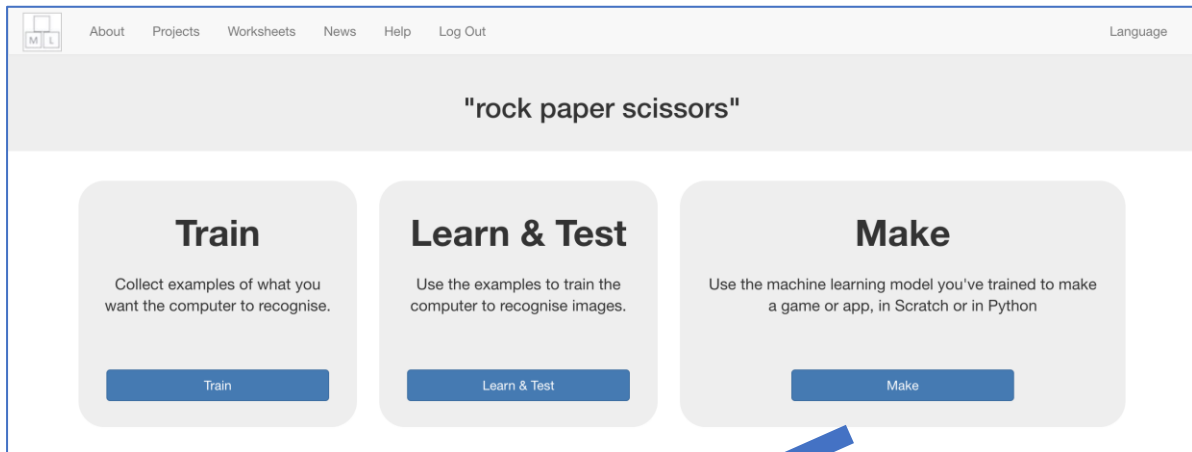 M L
About Projects Worksheets News Help Log Out Language
"rock paper scissors"
Train
Collect examples of what you
want the computer to recognise.
Train
Learn & Test
Use the examples to train the
computer to recognise images.
Learn & Test
Make
Use the machine learning model you've trained to make
a game or app, in Scratch or in Python
Make